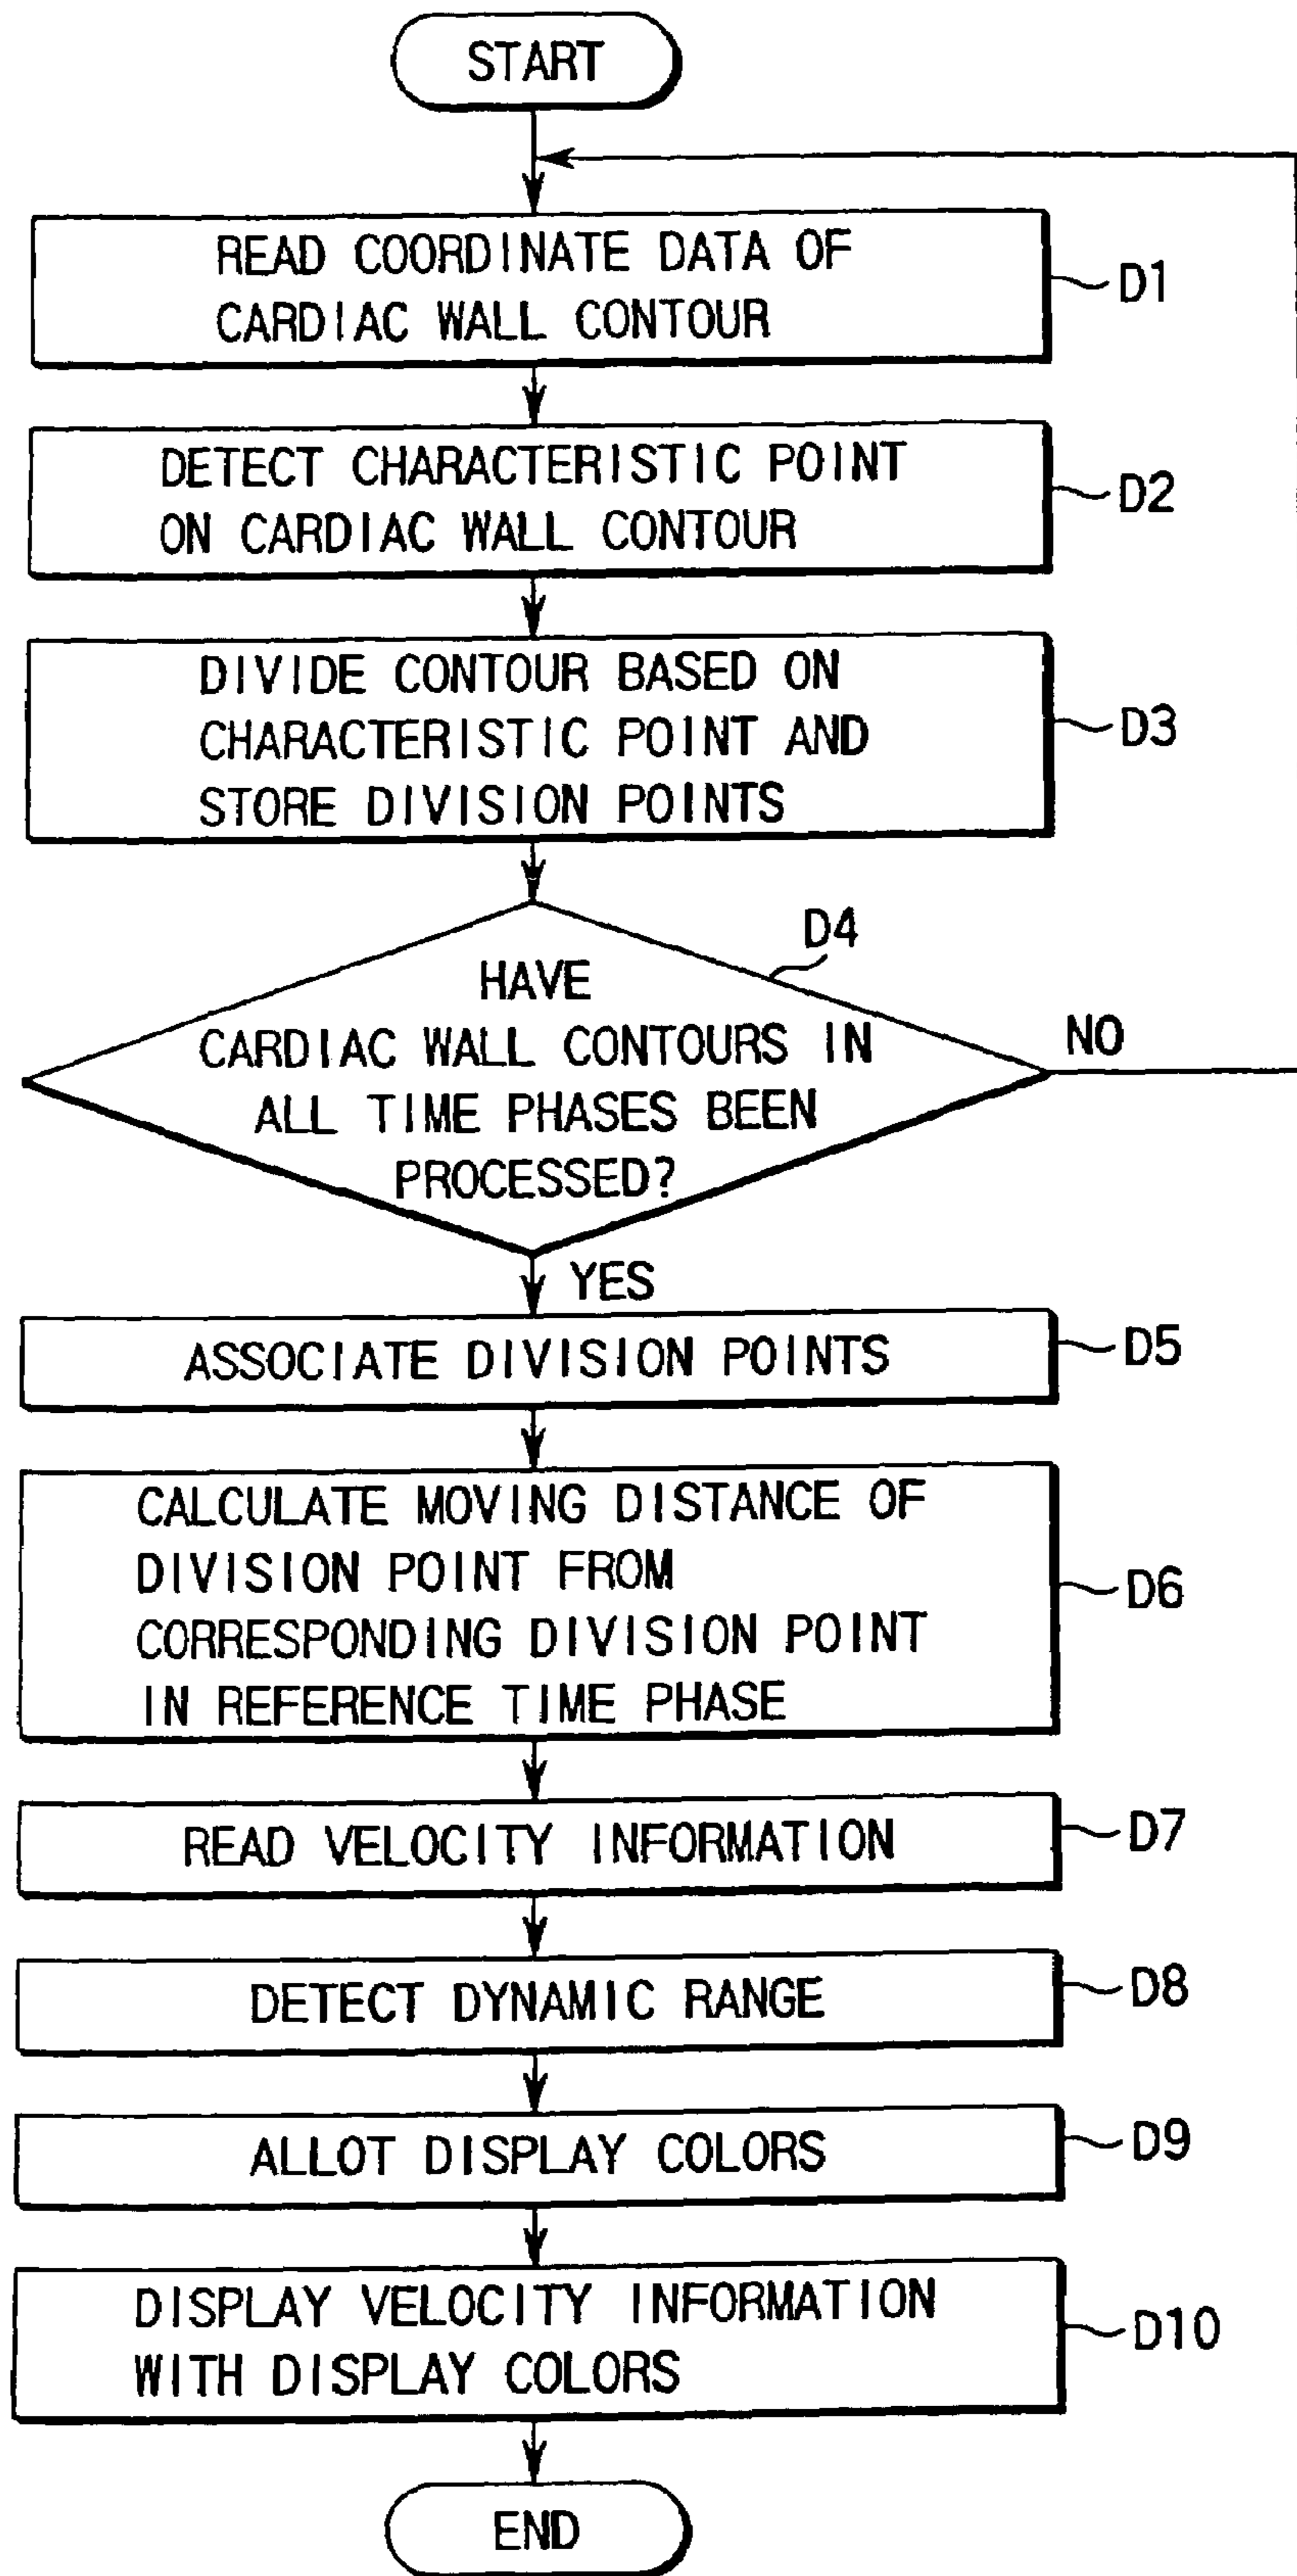 START
READ COORDINATE DATA OF
CARDIAC WALL CONTOUR
D1
DETECT CHARACTERISTIC POINT
ON CARDIAC WALL CONTOUR
D2
DIVIDE CONTOUR BASED ON
CHARACTERISTIC POINT AND
STORE DIVISION POINTS
D3
D4
HAVE
CARDIAC WALL CONTOURS IN
ALL TIME PHASES BEEN
PROCESSED?
NO
YES
ASSOCIATE DIVISION POINTS
D5
CALCULATE MOVING DISTANCE OF
DIVISION POINT FROM
CORRESPONDING DIVISION POINT
IN REFERENCE TIME PHASE
D6
READ VELOCITY INFORMATION
D7
DETECT DYNAMIC RANGE
D8
ALLOT DISPLAY COLORS
D9
DISPLAY VELOCITY INFORMATION
WITH DISPLAY COLORS
D10
END